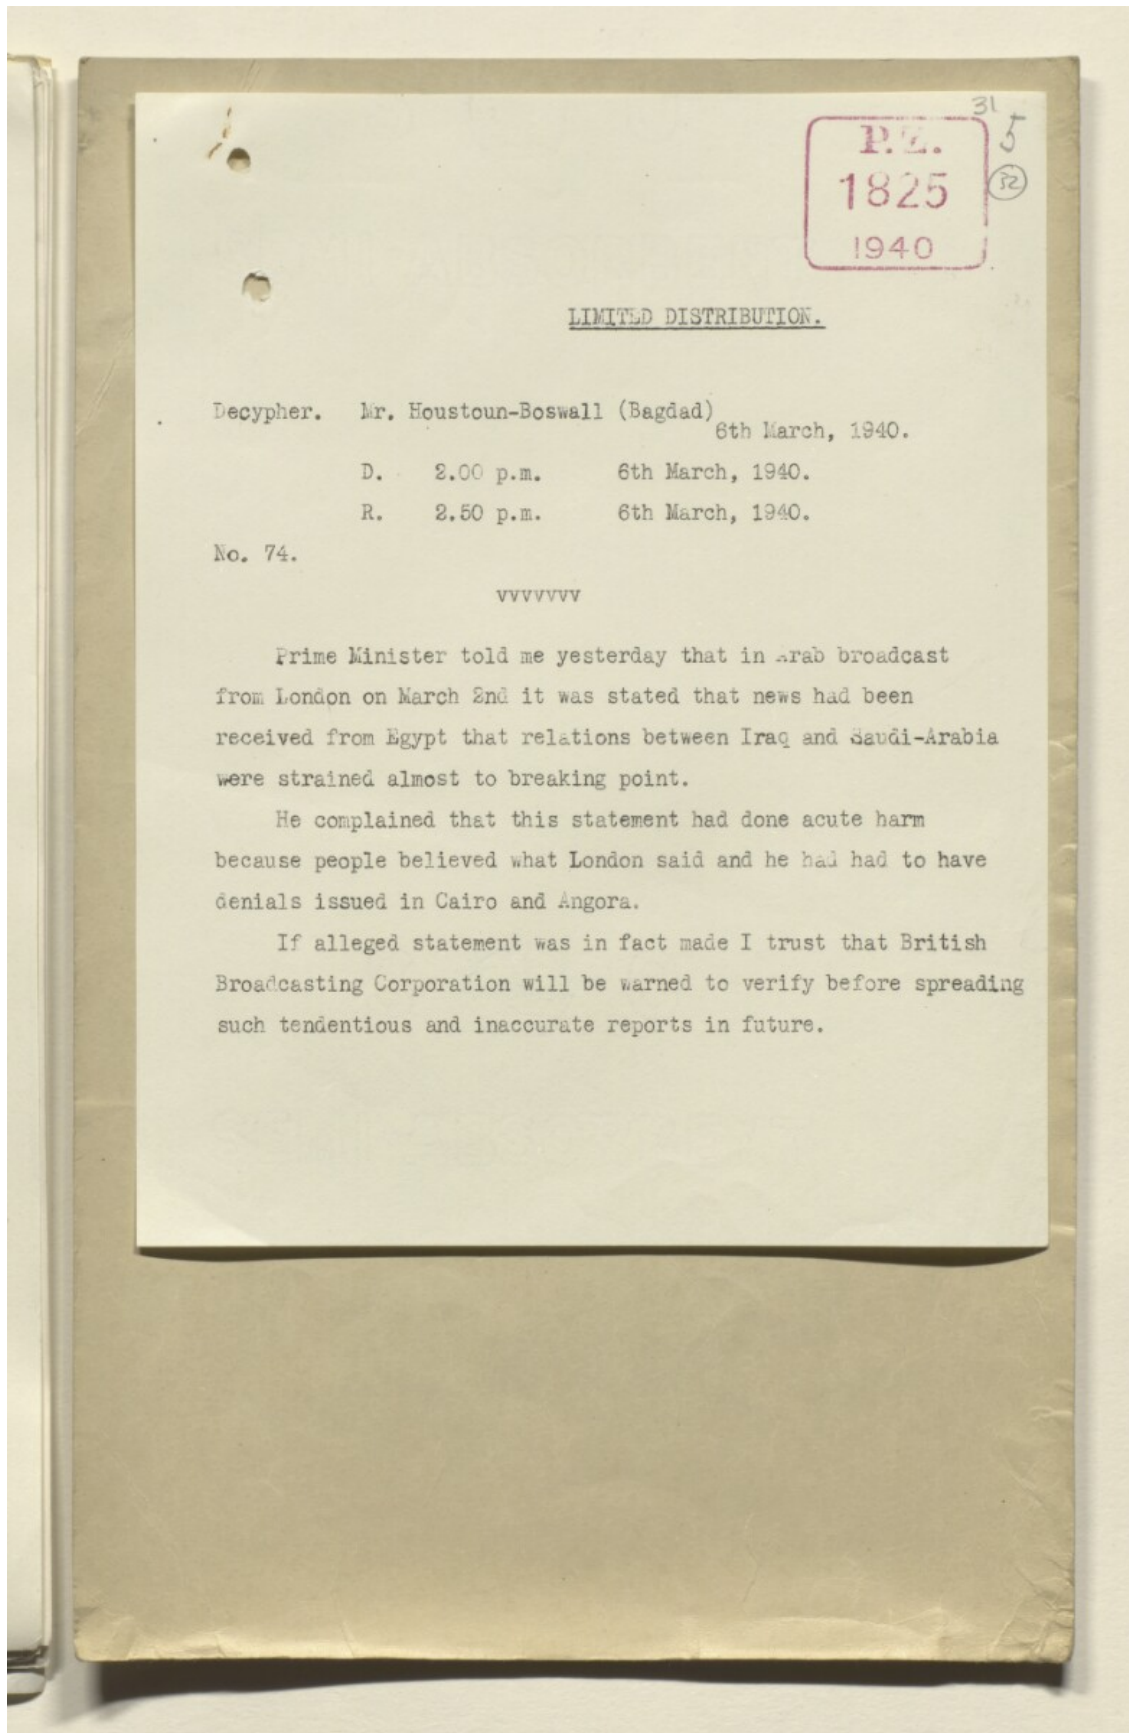 31
5
P.Z.
1825
1940
52
LIMITED DISTRIBUTION.
Decypher. Mr. Houstoun-Boswall (Bagdad)
6th March, 1940.
D. 2.00 p.m. 6th March, 1940.
R. 2.50 p.m. 6th March, 1940.
No. 74.
vvvvvvv
Prime Minister told me yesterday that in Arab broadcast
from London on March 2nd it was stated that news had been
received from Egypt that relations between Iraq and Saudi-Arabia
were strained almost to breaking point.
He complained that this statement had done acute harm
because people believed what London said and he had had to have
denials issued in Cairo and Angora.
If alleged statement was in fact made I trust that British
Broadcasting Corporation will be warned to verify before spreading
such tendentious and inaccurate reports in future.